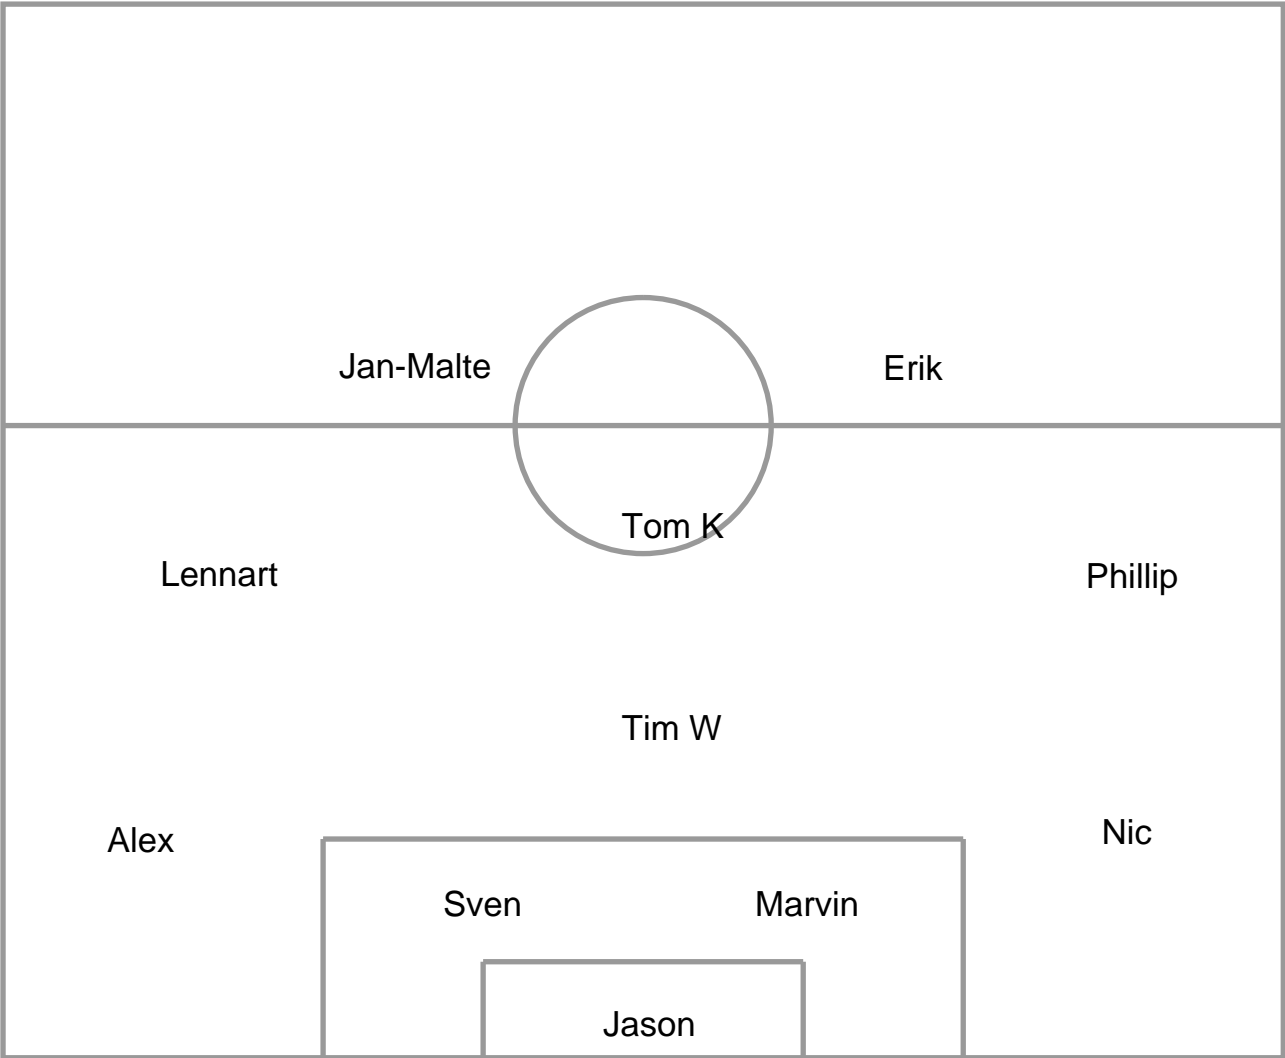 Jan-Malte
Erik
Tom K
Lennart
Phillip
Tim W
Alex
Nic
Sven
Marvin
Jason